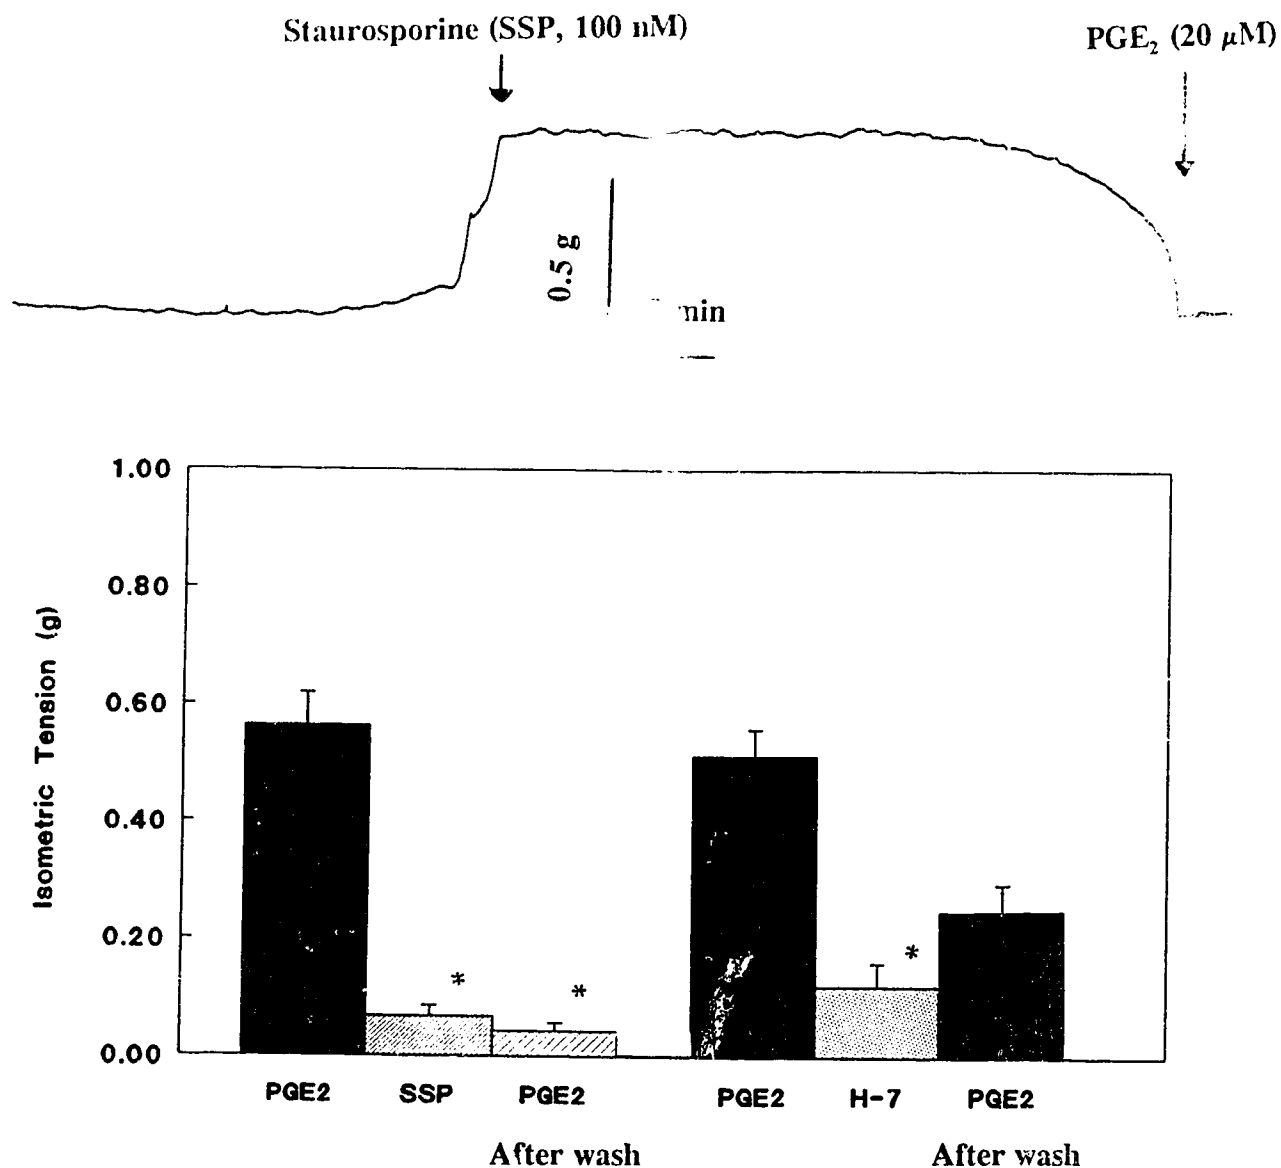 Staurosporine (SSP, 100 nM)
PGE₂ (20 μM)
0.5 g
min
1.00
0.80
0.60
0.40
0.20
0.00
Isometric Tension (g)
*
*
*
PGE2 SSP PGE2 PGE2 H-7 PGE2
After wash After wash